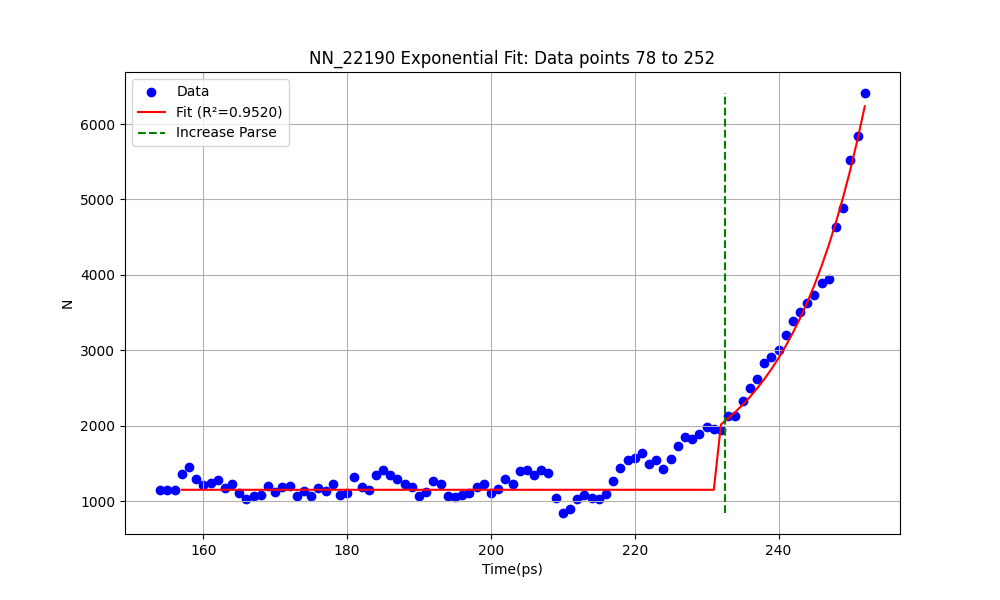 NN_22190 Exponential Fit: Data points 78 to 252
Data
Fit (R²=0.9520)
Increase Parse
6000
5000
4000
3000
2000
1000
N
160
180
200
220
240
Time(ps)